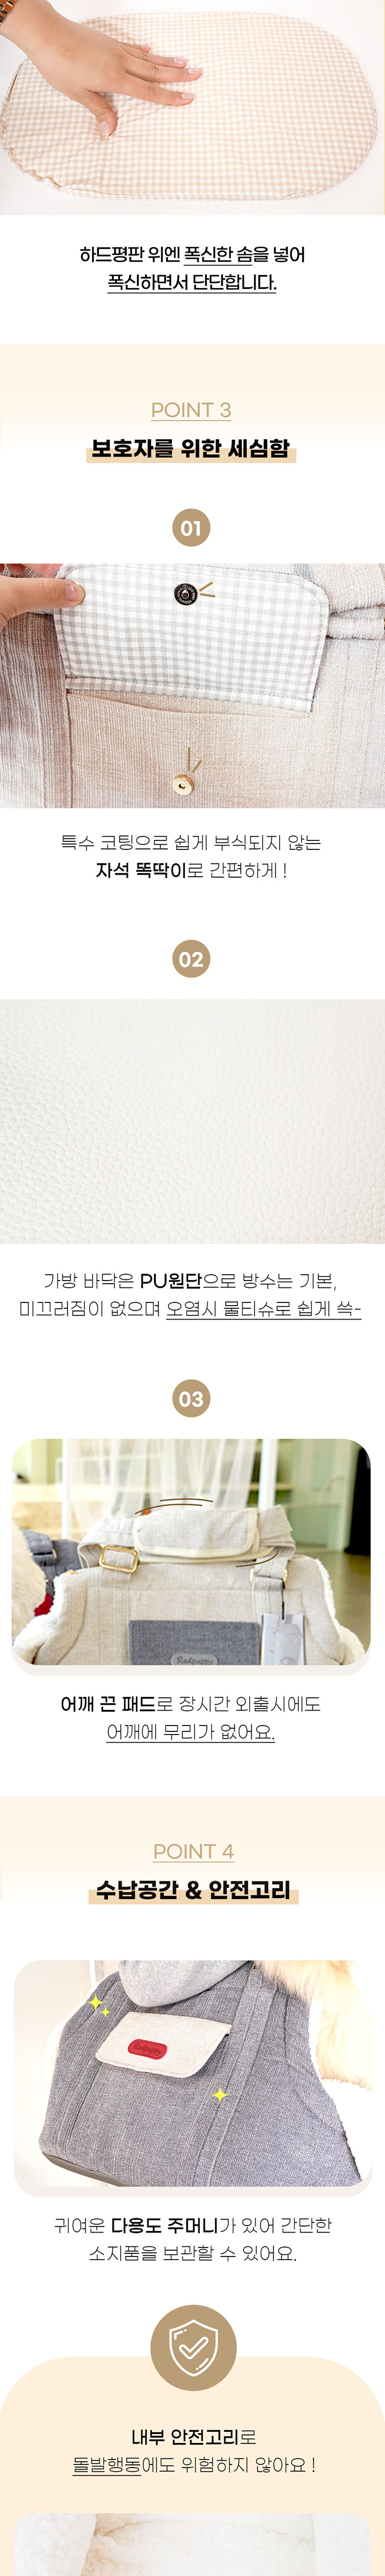 하드평판 위엔 폭신한 솜을 넣어
폭신하면서 단단합니다.
POINT 3
보호자를 위한 세심함
01
특수 코팅으로 쉽게 부식되지 않는
자석 똑딱이로 간편하게 !
02
가방 바닥은 PU원단으로 방수는 기본,
미끄러짐이 없으며 오염시 물티슈로 쉽게 쓱-
03
Redpuppy
어깨 끈 패드로 장시간 외출시에도
어깨에 무리가 없어요.
POINT 4
수납공간 & 안전고리
Redpuppy
귀여운 다용도 주머니가 있어 간단한
소지품을 보관할 수 있어요.
내부 안전고리로
돌발행동에도 위험하지 않아요 !